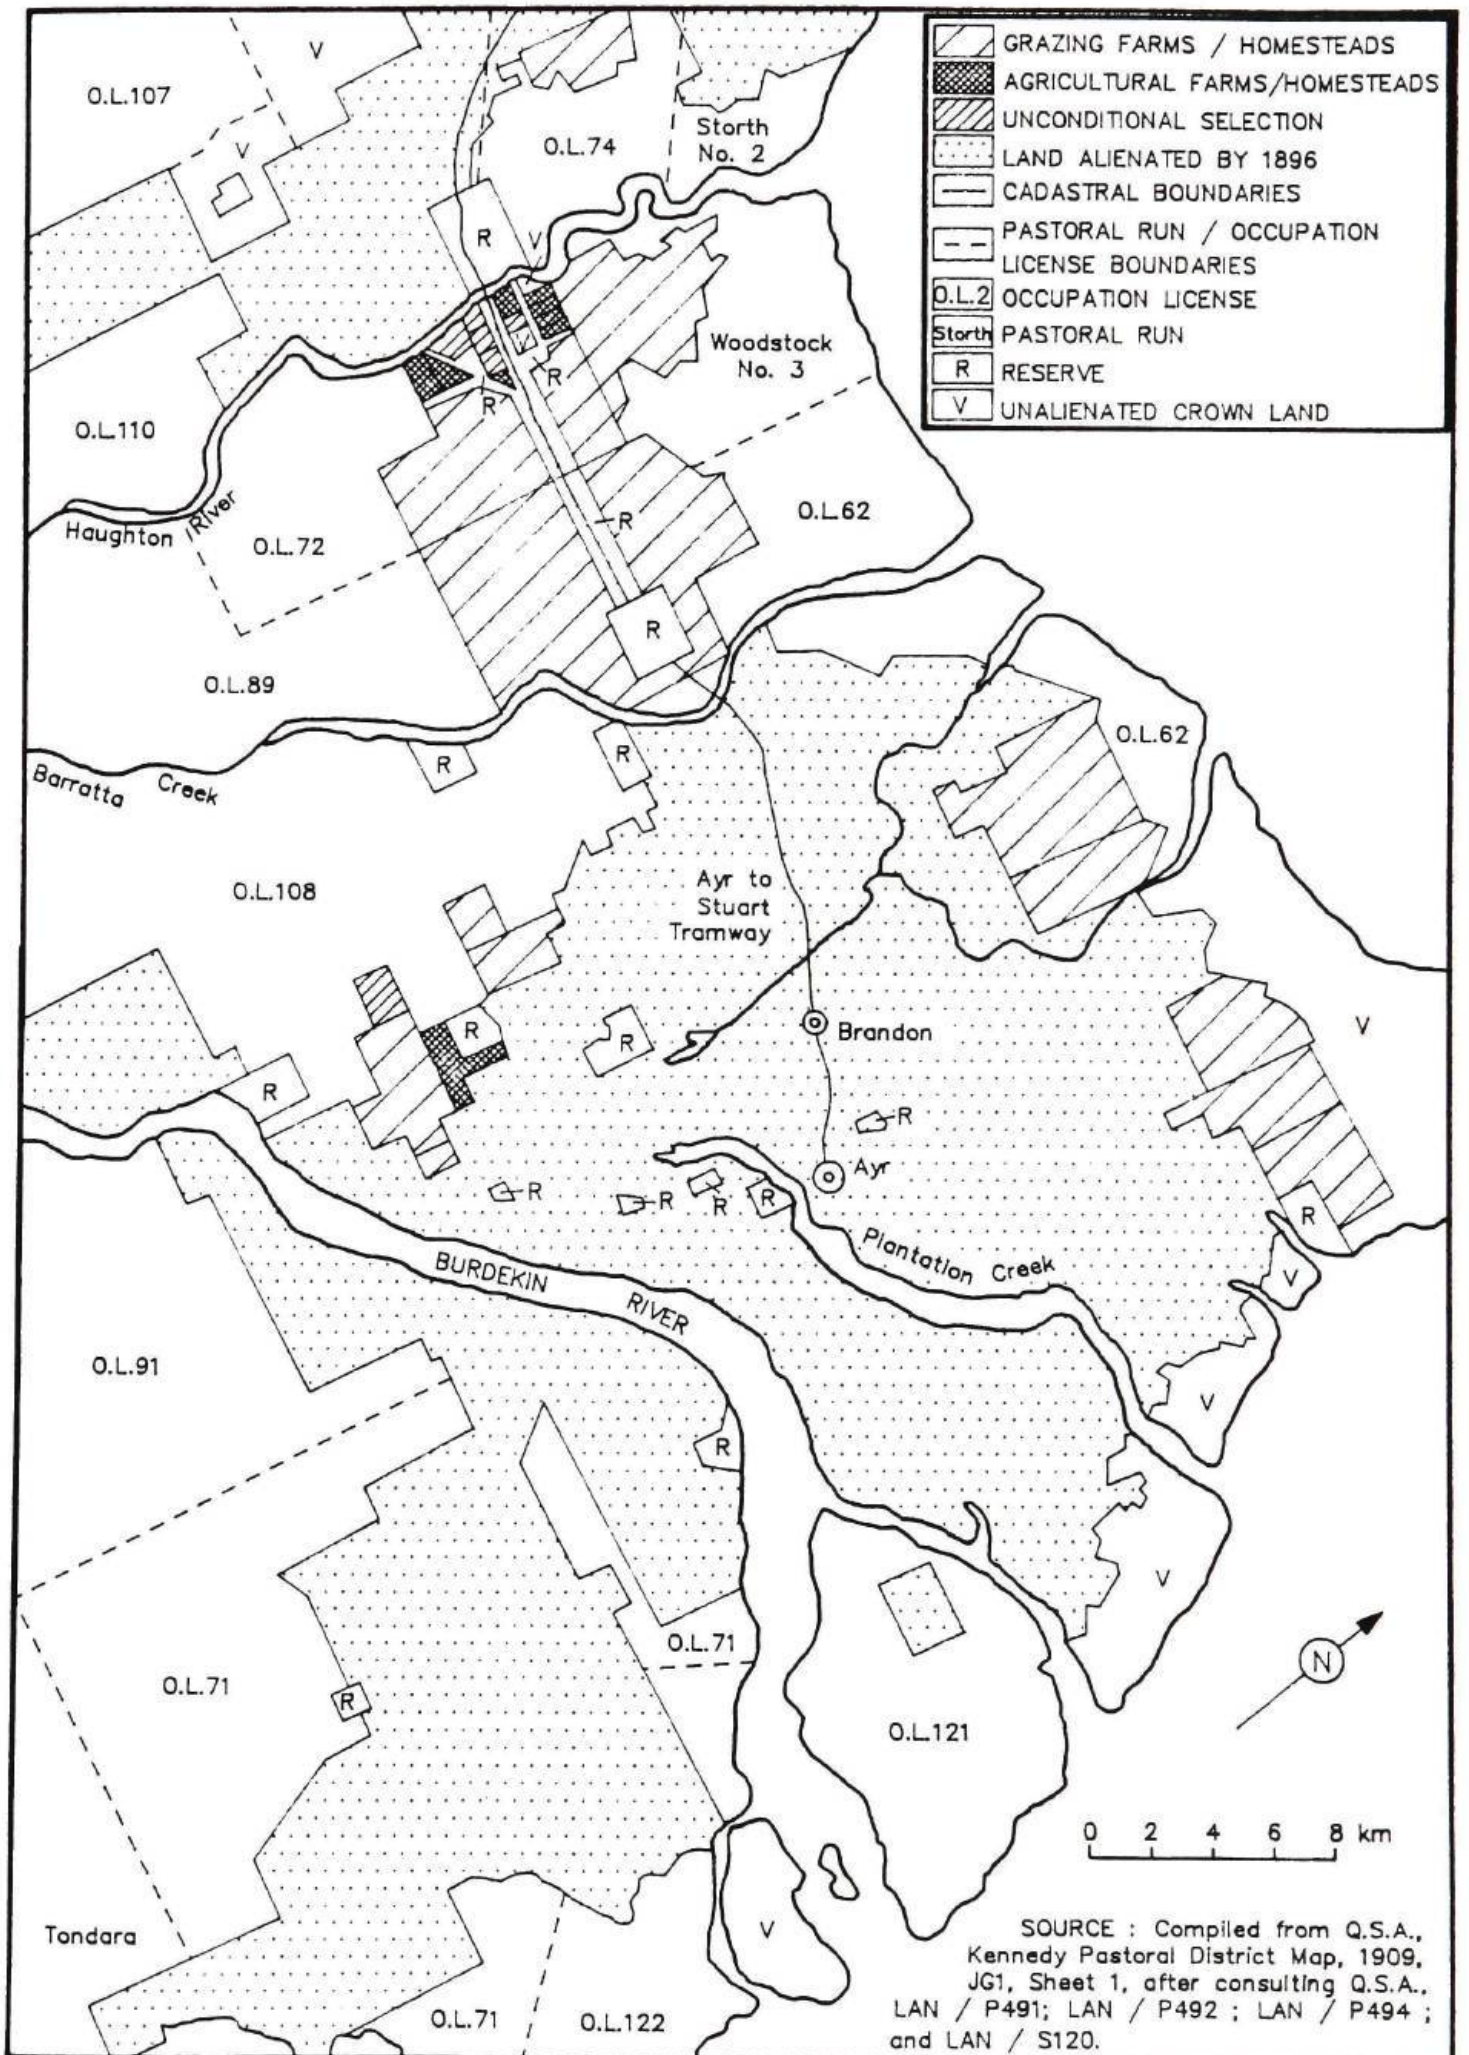 GRAZING FARMS / HOMESTEADS
AGRICULTURAL FARMS/HOMESTEADS
UNCONDITIONAL SELECTION
LAND ALIENATED BY 1896
CADASTRAL BOUNDARIES
PASTORAL RUN / OCCUPATION
LICENSE BOUNDARIES
O.L.2 OCCUPATION LICENSE
Storth PASTORAL RUN
R RESERVE
V UNALIENATED CROWN LAND
V
O.L.107
V
O.L.74
Storth
No. 2
R
V
V
Woodstock
No. 3
R
R
O.L.110
O.L.62
R
Haughton River
O.L.72
R
O.L.89
O.L.62
R
R
Barratta Creek
O.L.108
Ayr to
Stuart
Tramway
R
R
Brandon
V
R
R
Ayr
R
R
R
R
R
Plantation Creek
V
BURDEKIN RIVER
O.L.91
V
R
V
O.L.71
N
O.L.71
R
O.L.121
0 2 4 6 8 km
Tondara
V
O.L.71
O.L.122
SOURCE : Compiled from Q.S.A.,
Kennedy Pastoral District Map, 1909,
JG1, Sheet 1, after consulting Q.S.A.,
LAN / P491; LAN / P492 ; LAN / P494 ;
and LAN / S120.